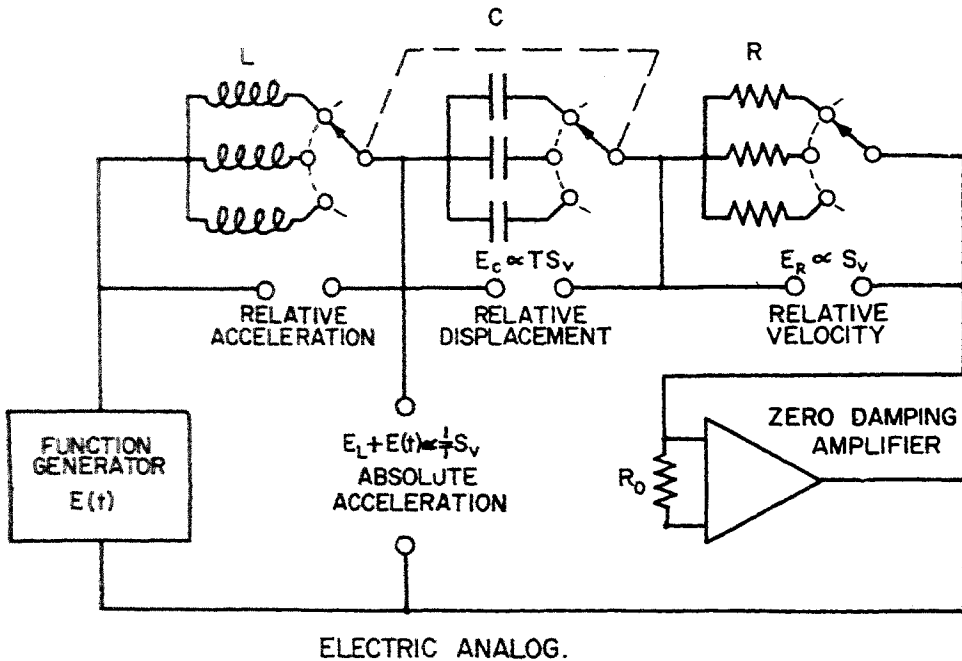 C
L
R
E_C ∝ TS_V
E_R ∝ S_V
RELATIVE
ACCELERATION
RELATIVE
DISPLACEMENT
RELATIVE
VELOCITY
FUNCTION
GENERATOR
E(t)
E_L + E(t) ∝ 1/T S_V
ABSOLUTE
ACCELERATION
ZERO DAMPING
AMPLIFIER
R_0
ELECTRIC ANALOG.